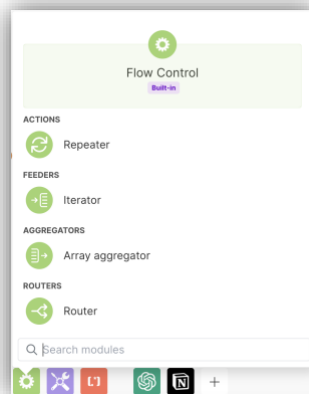 Flow Control
Built-in
ACTIONS
Repeater
FEEDERS
Iterator
AGGREGATORS
Array aggregator
ROUTERS
Router
Search modules